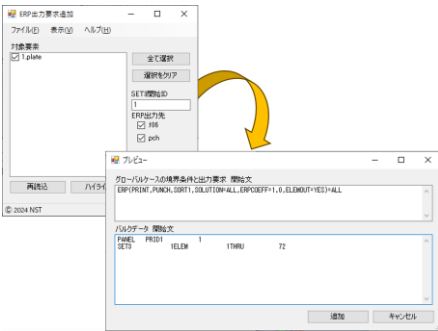 ERP出力要求追加
ファイル(F) 表示(V) ヘルプ(H)
対象要素
1.plate
全て選択
選択をクリア
SET開始ID
1
ERP出力先
f06
pch
再読込
ハイライ
© 2024 NST
プレビュー
グローバルケースの境界条件と出力要求 開始文
ERP(PRINT,PUNCH,SORT1,SOLUTION=ALL,ERPCOEFF=1.0,ELEMOUT=YES)=ALL
バルクデータ 開始文
PANEL PRID1 1
SET3 1ELEM 1THRU 72
追加
キャンセル